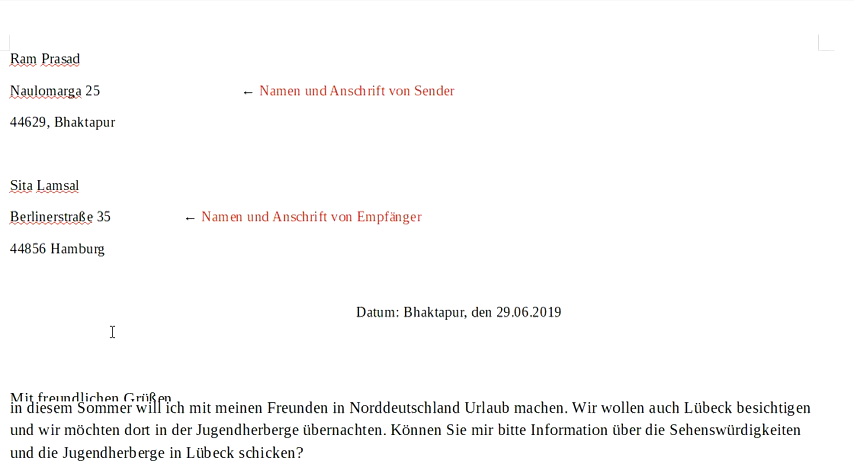 Ram Prasad
Naulomarga 25 ← Namen und Anschrift von Sender
44629, Bhaktapur
Sita Lamsal
Berlinerstraße 35 ← Namen und Anschrift von Empfänger
44856 Hamburg
Datum: Bhaktapur, den 29.06.2019
Mit freundlichen Grüßen
in diesem Sommer will ich mit meinen Freunden in Norddeutschland Urlaub machen. Wir wollen auch Lübeck besichtigen
und wir möchten dort in der Jugendherberge übernachten. Können Sie mir bitte Information über die Sehenswürdigkeiten
und die Jugendherberge in Lübeck schicken?